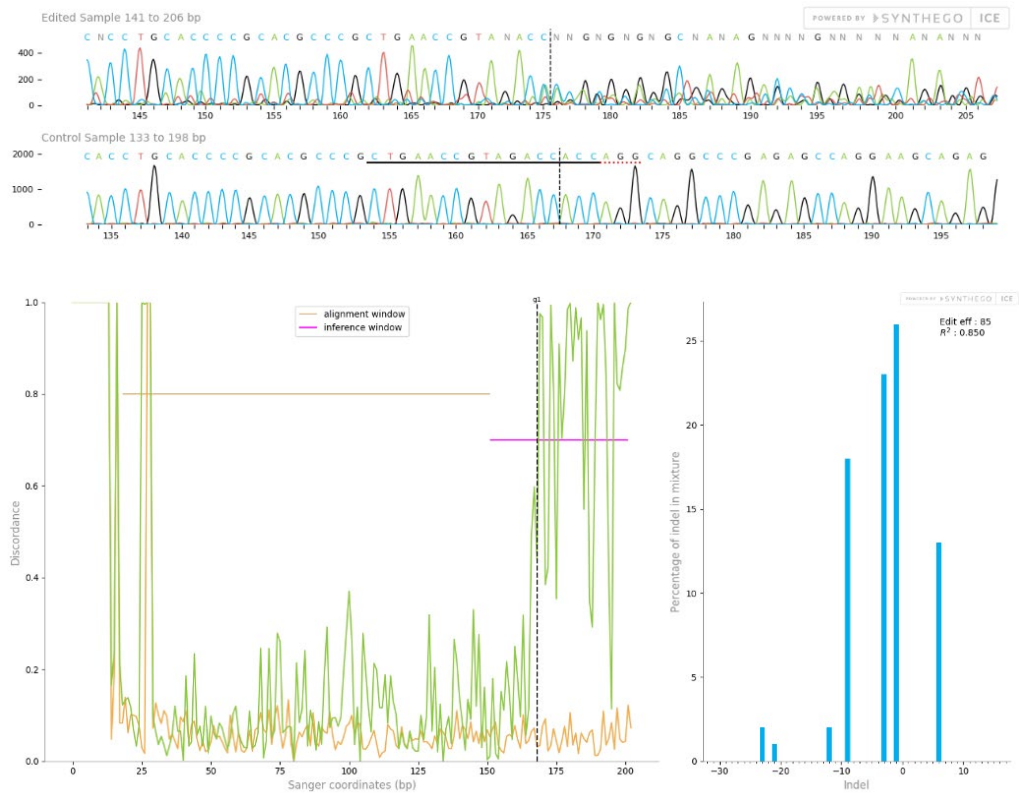 Edited Sample 141 to 206 bp
POWERED BY SYNTHEGO ICE
C N C C T G C A C C C C G C A C G C C C G C T G A A C C G T A N A C C N N G N G N G N G C N A N A G N N N N G N N N N N A N A N N N
400
200
0
145 150 155 160 165 170 175 180 185 190 195 200 205
Control Sample 133 to 198 bp
C A C C T G C A C C C C G C A C G C C C G C T G A A C C G T A G A C C A C C A G G C A G G C C C G A G A G C C A G G A A G C A G A G
2000
1000
0
135 140 145 150 155 160 165 170 175 180 185 190 195
g1
POWERED BY SYNTHEGO ICE
1.0
0.8
0.6
0.4
0.2
0.0
Discordance
alignment window
inference window
0 25 50 75 100 125 150 175 200
Sanger coordinates (bp)
Edit eff : 85
R² : 0.850
25
20
15
10
5
0
Percentage of indel in mixture
−30 −20 −10 0 10
Indel